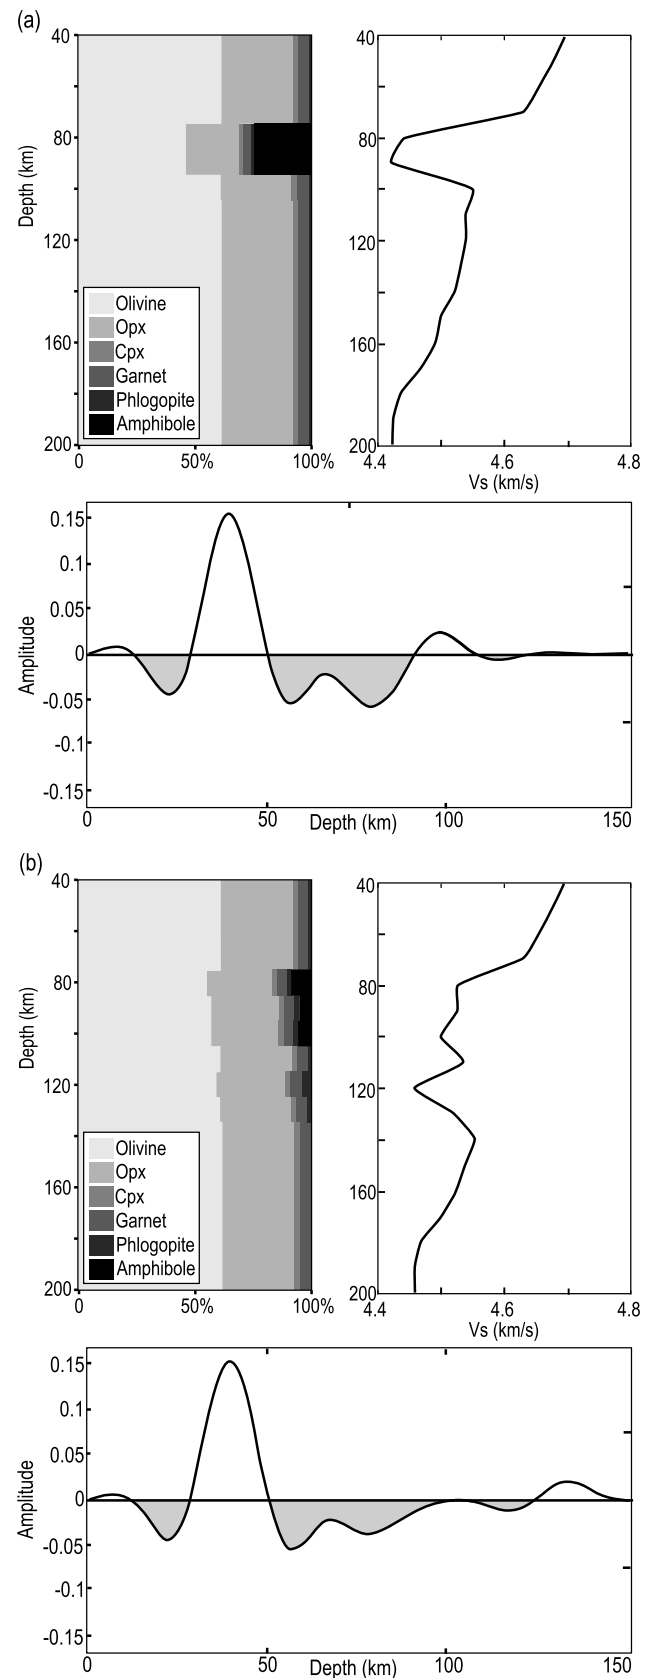 (a)
40
80
120
160
200
Depth (km)
Olivine
Opx
Cpx
Garnet
Phlogopite
Amphibole
0
50%
100%
40
80
120
160
200
4.4
4.6
4.8
Vs (km/s)
0.15
0.1
0.05
0
-0.05
-0.1
-0.15
Amplitude
0
50
100
150
Depth (km)
(b)
40
80
120
160
200
Depth (km)
Olivine
Opx
Cpx
Garnet
Phlogopite
Amphibole
0
50%
100%
40
80
120
160
200
4.4
4.6
4.8
Vs (km/s)
0.15
0.1
0.05
0
-0.05
-0.1
-0.15
Amplitude
0
50
100
150
Depth (km)